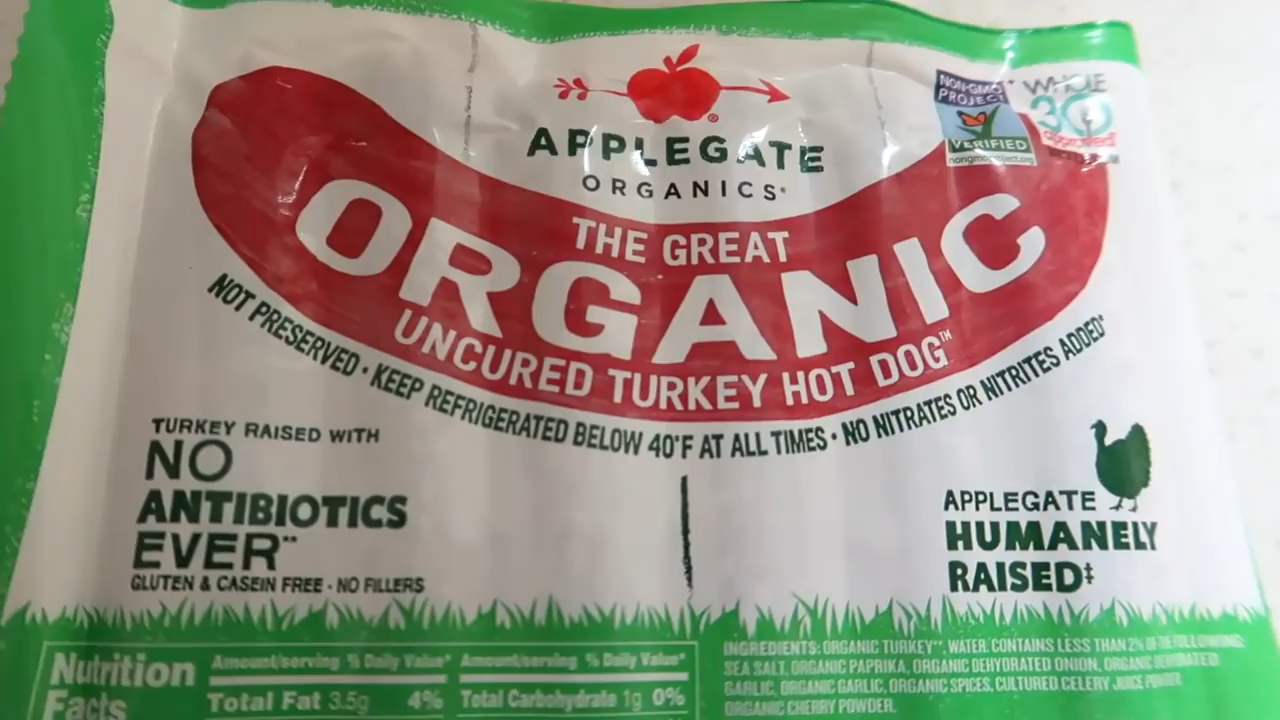 APPLEGATE
ORGANICS®
NON-GMO
PROJECT
VERIFIED
nongmoproject.org
WHOLE
30
approved
THE GREAT
ORGANIC
UNCURED TURKEY HOT DOG™
NOT PRESERVED • KEEP REFRIGERATED BELOW 40°F AT ALL TIMES • NO NITRATES OR NITRITES ADDED*
TURKEY RAISED WITH
NO
ANTIBIOTICS
EVER**
GLUTEN & CASEIN FREE • NO FILLERS
APPLEGATE
HUMANELY
RAISED‡
Nutrition
Facts
Amount/serving % Daily Value* Amount/serving % Daily Value*
Total Fat 3.5g 4% Total Carbohydrate 1g 0%
INGREDIENTS: ORGANIC TURKEY**, WATER. CONTAINS LESS THAN 2% OF THE FOLLOWING:
SEA SALT, ORGANIC PAPRIKA, ORGANIC DEHYDRATED ONION, ORGANIC DEHYDRATED
GARLIC, ORGANIC GARLIC, ORGANIC SPICES, CULTURED CELERY JUICE POWDER,
ORGANIC CHERRY POWDER.